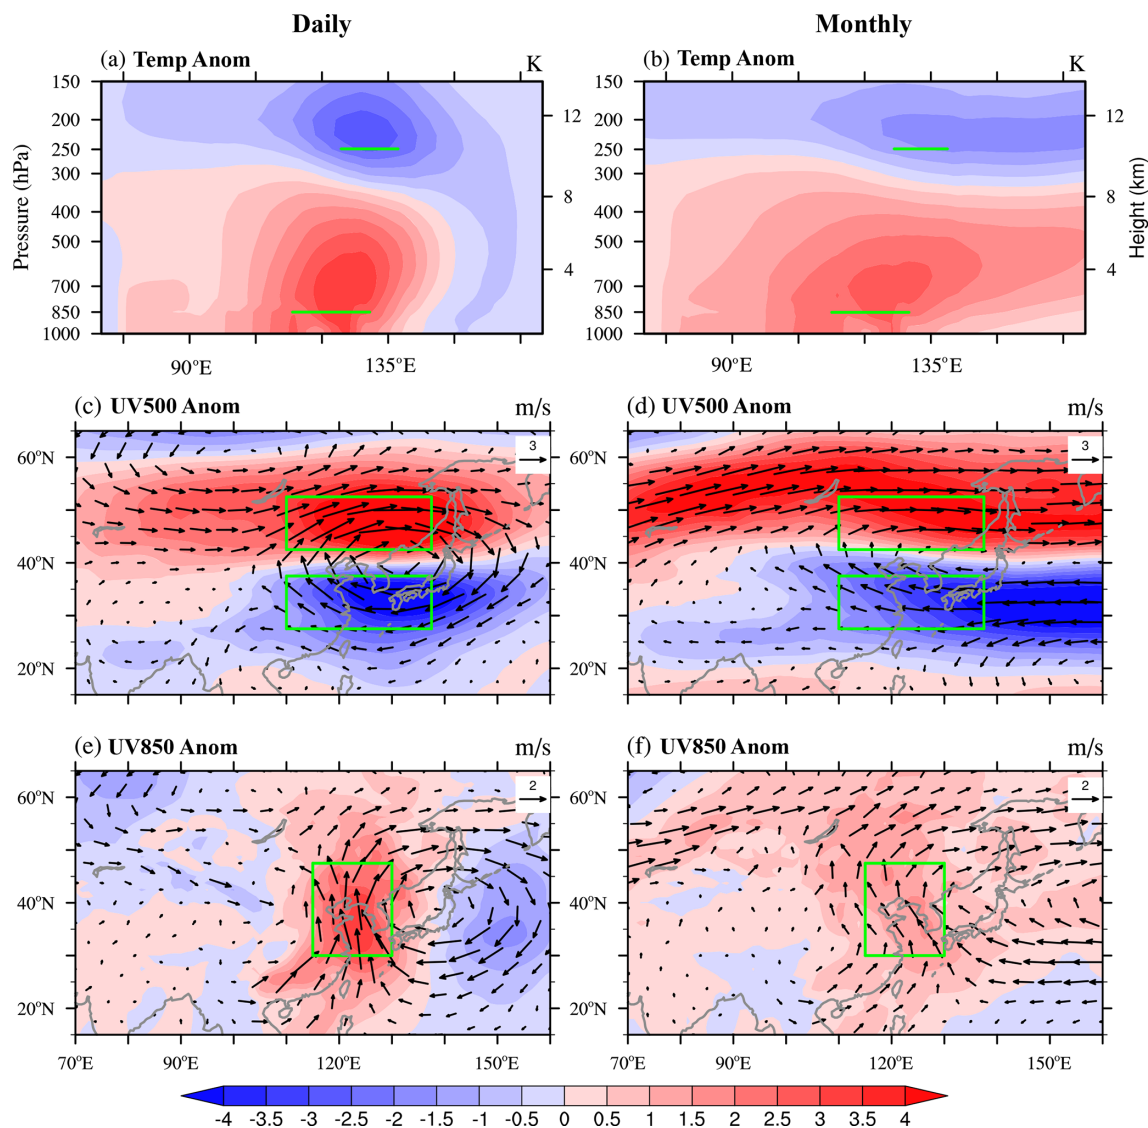 Daily Monthly
(a) Temp Anom K (b) Temp Anom K
150 150
200 12 200 12
250 250
300 300
8 8
400 400
500 500
4 4
700 700
850 850
1000 1000
Pressure (hPa) Height (km)
90°E 135°E 90°E 135°E
(c) UV500 Anom m/s (d) UV500 Anom m/s
3 3
60°N 60°N
40°N 40°N
20°N 20°N
(e) UV850 Anom m/s (f) UV850 Anom m/s
2 2
60°N 60°N
40°N 40°N
20°N 20°N
70°E 90°E 120°E 150°E 70°E 90°E 120°E 150°E
-4 -3.5 -3 -2.5 -2 -1.5 -1 -0.5 0 0.5 1 1.5 2 2.5 3 3.5 4